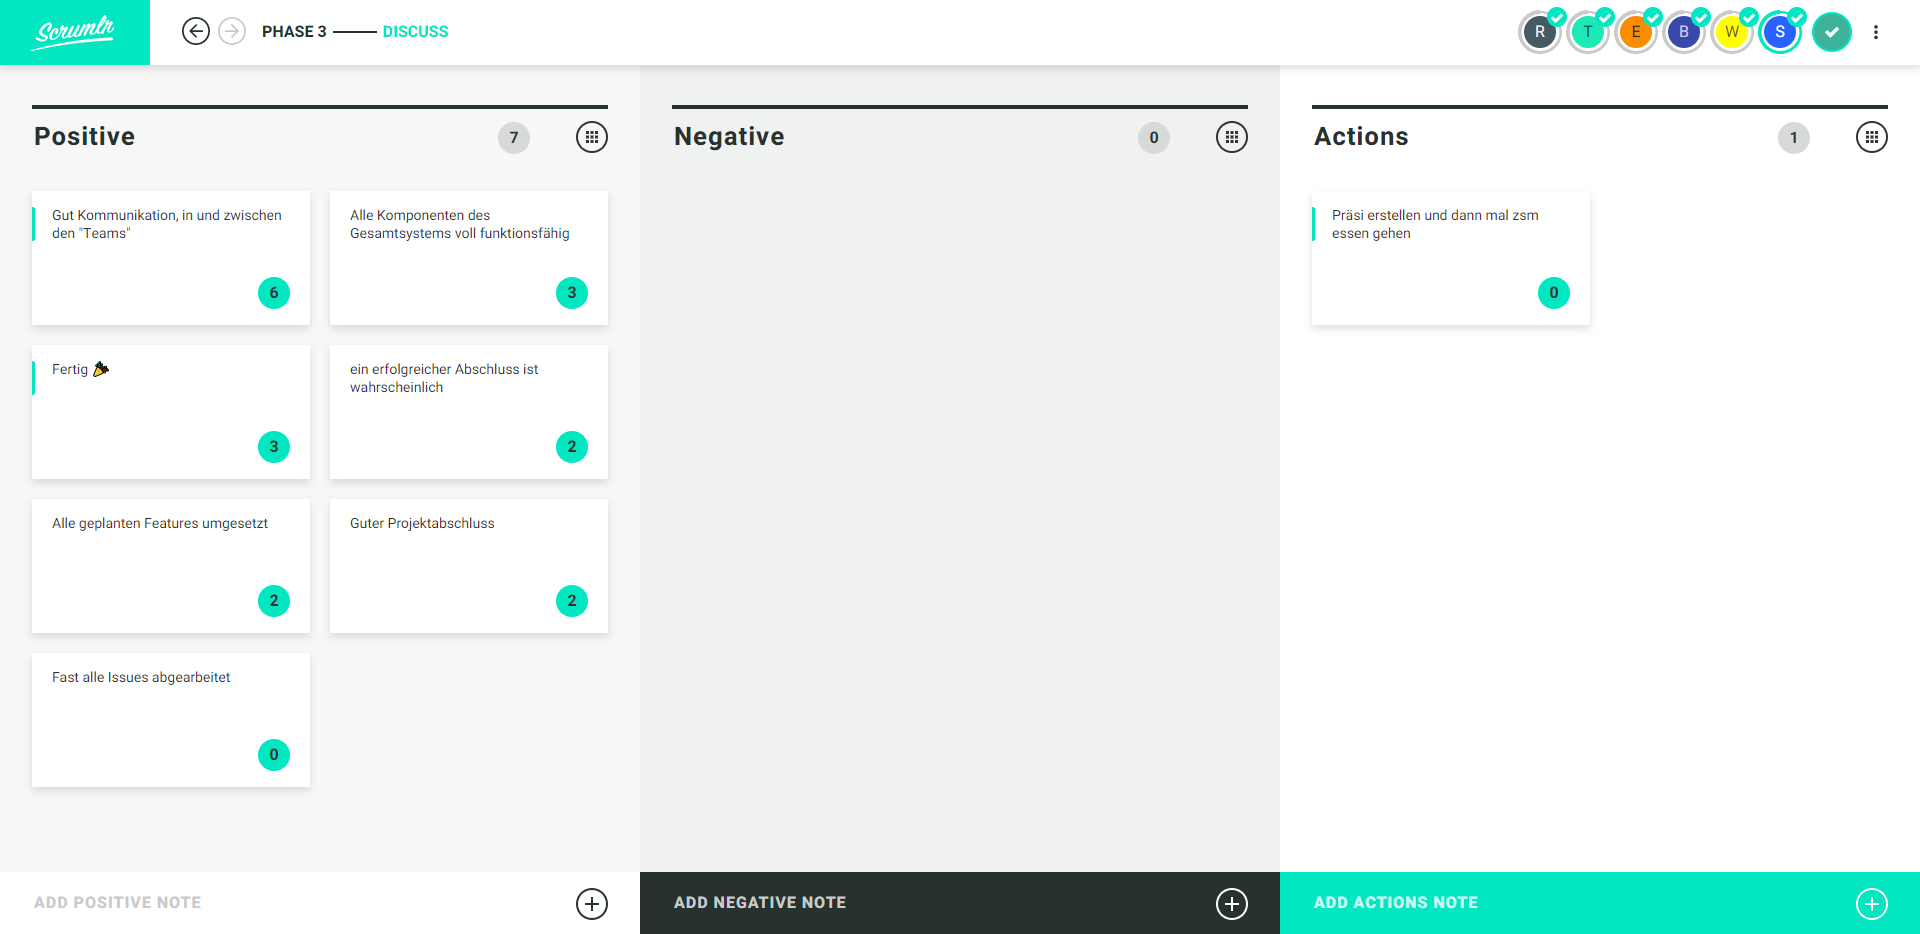 Scrumlr
PHASE 3 DISCUSS
R T E B W S
Positive 7
Gut Kommunikation, in und zwischen
den "Teams"
6
Alle Komponenten des
Gesamtsystems voll funktionsfähig
3
Fertig
3
ein erfolgreicher Abschluss ist
wahrscheinlich
2
Alle geplanten Features umgesetzt
2
Guter Projektabschluss
2
Fast alle Issues abgearbeitet
0
ADD POSITIVE NOTE
Negative 0
ADD NEGATIVE NOTE
Actions 1
Präsi erstellen und dann mal zsm
essen gehen
0
ADD ACTIONS NOTE